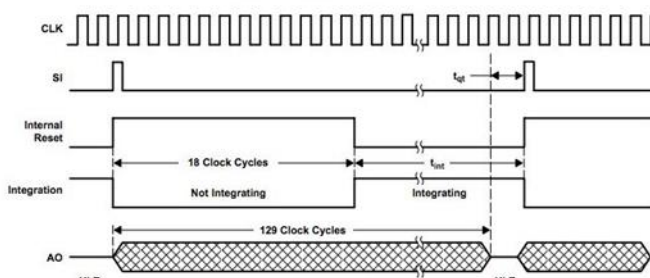 CLK
SI
tqt
Internal
Reset
18 Clock Cycles
tint
Integration
Not Integrating
Integrating
129 Clock Cycles
AO